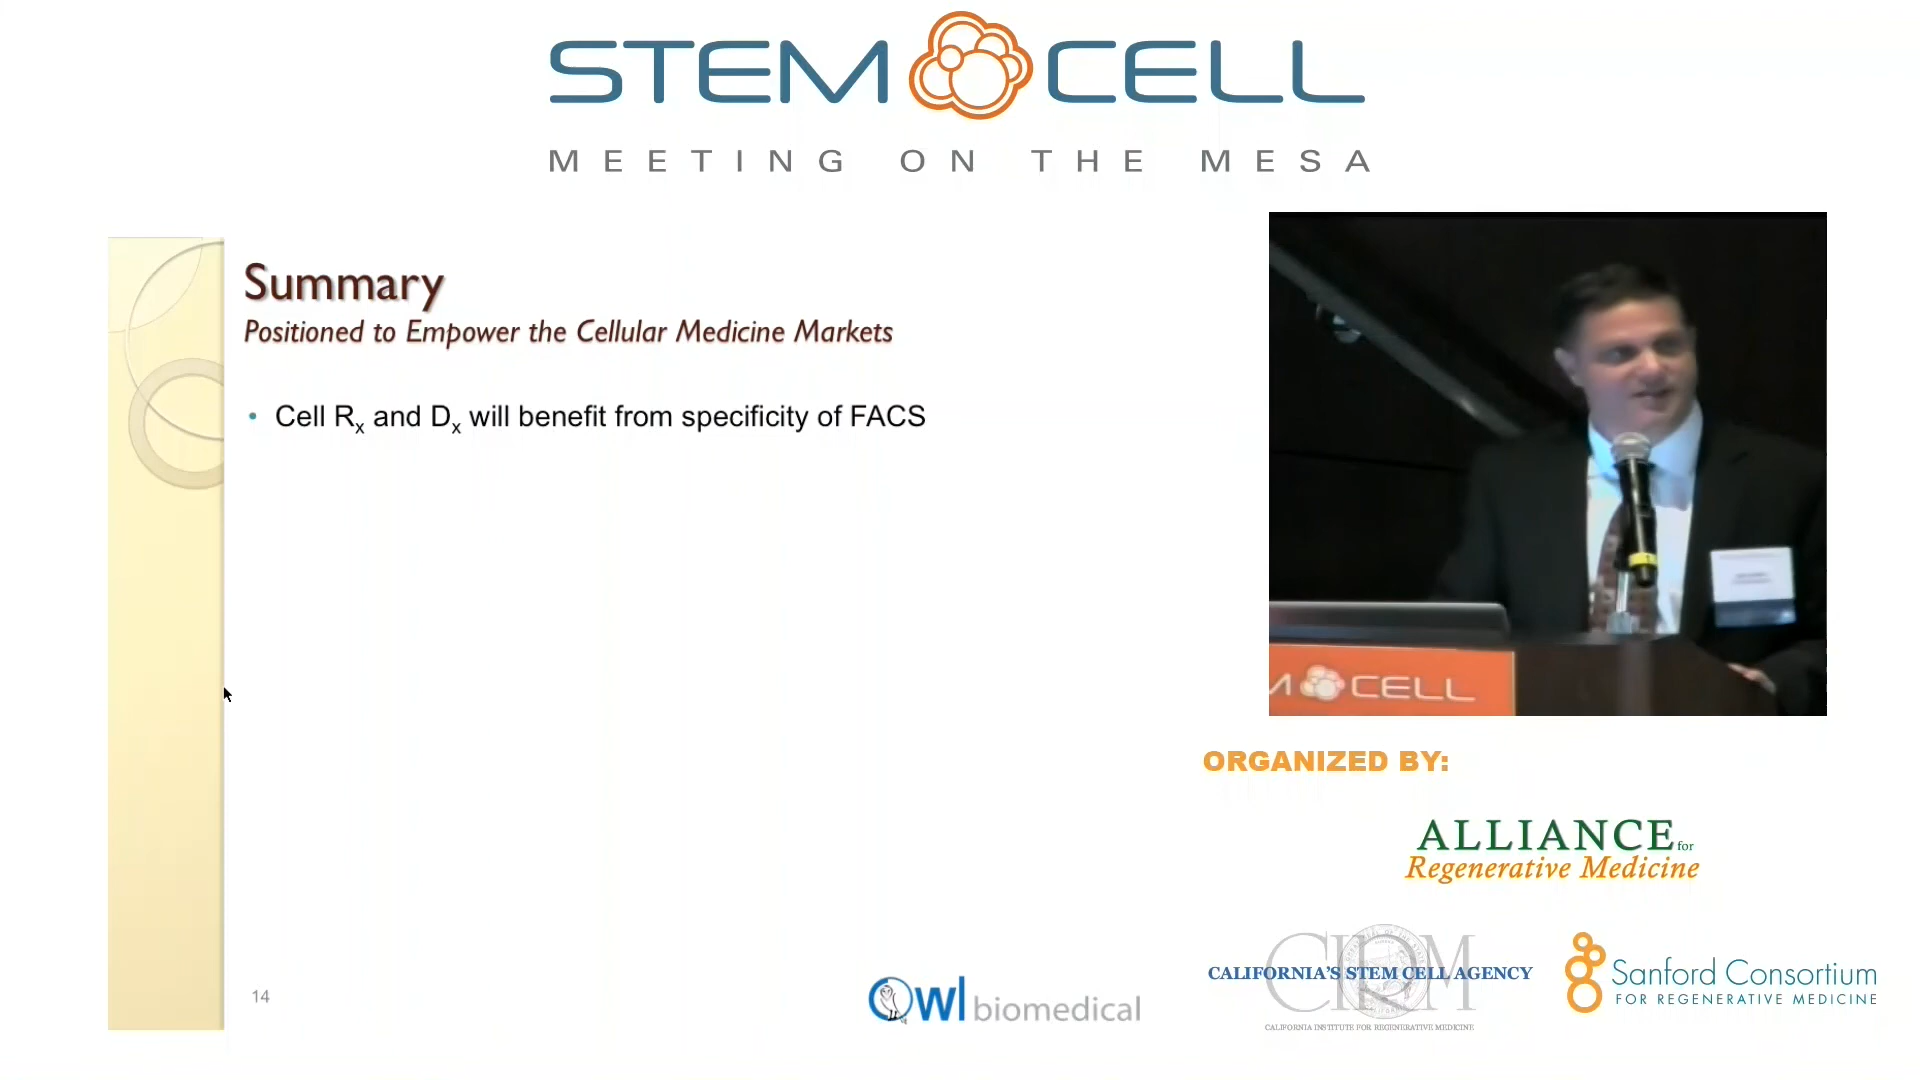 STEM CELL
MEETING ON THE MESA
Summary
Positioned to Empower the Cellular Medicine Markets
• Cell Rx and Dx will benefit from specificity of FACS
14
Owl biomedical
M CELL
ORGANIZED BY:
ALLIANCE for
Regenerative Medicine
CIRM
CALIFORNIA'S STEM CELL AGENCY
CALIFORNIA INSTITUTE FOR REGENERATIVE MEDICINE
Sanford Consortium
FOR REGENERATIVE MEDICINE